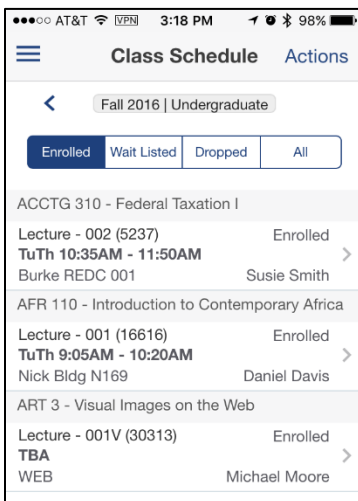 AT&T VPN 3:18 PM 98%
Class Schedule Actions
Fall 2016 | Undergraduate
Enrolled Wait Listed Dropped All
ACCTG 310 - Federal Taxation I
Lecture - 002 (5237) Enrolled
TuTh 10:35AM - 11:50AM
Burke REDC 001 Susie Smith
AFR 110 - Introduction to Contemporary Africa
Lecture - 001 (16616) Enrolled
TuTh 9:05AM - 10:20AM
Nick Bldg N169 Daniel Davis
ART 3 - Visual Images on the Web
Lecture - 001V (30313) Enrolled
TBA
WEB Michael Moore